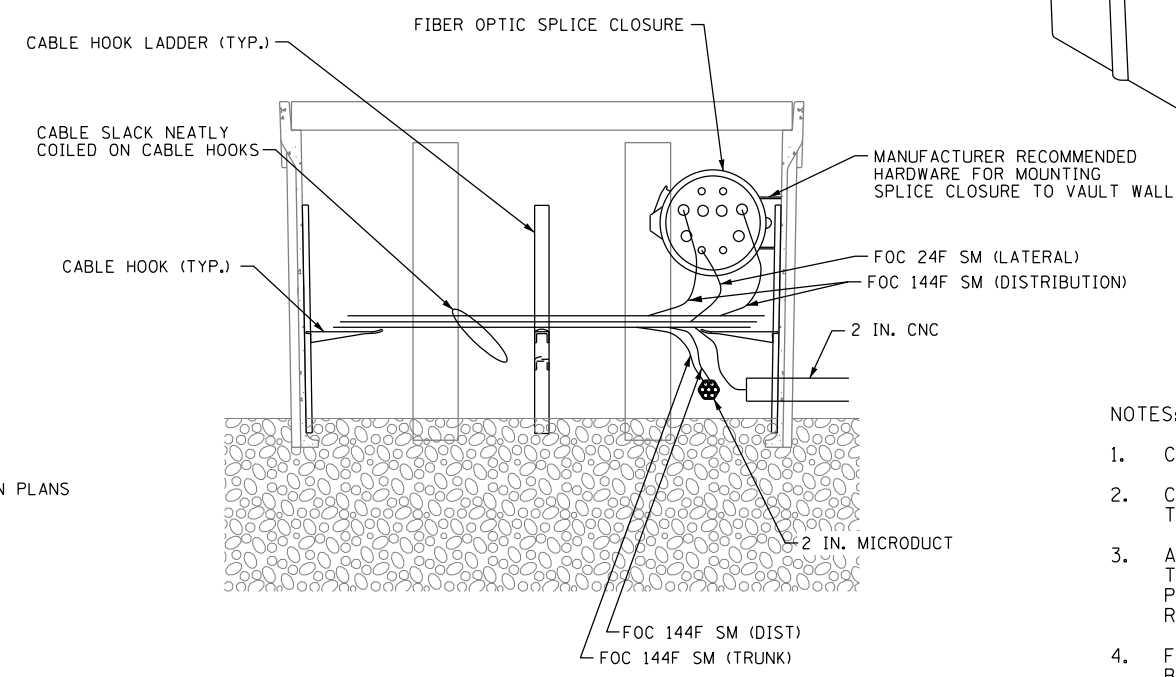 FIBER OPTIC SPLICE CLOSURE
CABLE HOOK LADDER (TYP.)
CABLE SLACK NEATLY
COILED ON CABLE HOOKS
MANUFACTURER RECOMMENDED
HARDWARE FOR MOUNTING
SPLICE CLOSURE TO VAULT WALL
CABLE HOOK (TYP.)
FOC 24F SM (LATERAL)
FOC 144F SM (DISTRIBUTION)
2 IN. CNC
PLANS
2 IN. MICRODUCT
FOC 144F SM (DIST)
FOC 144F SM (TRUNK)
NOTES:
1.
2.
3.
4.